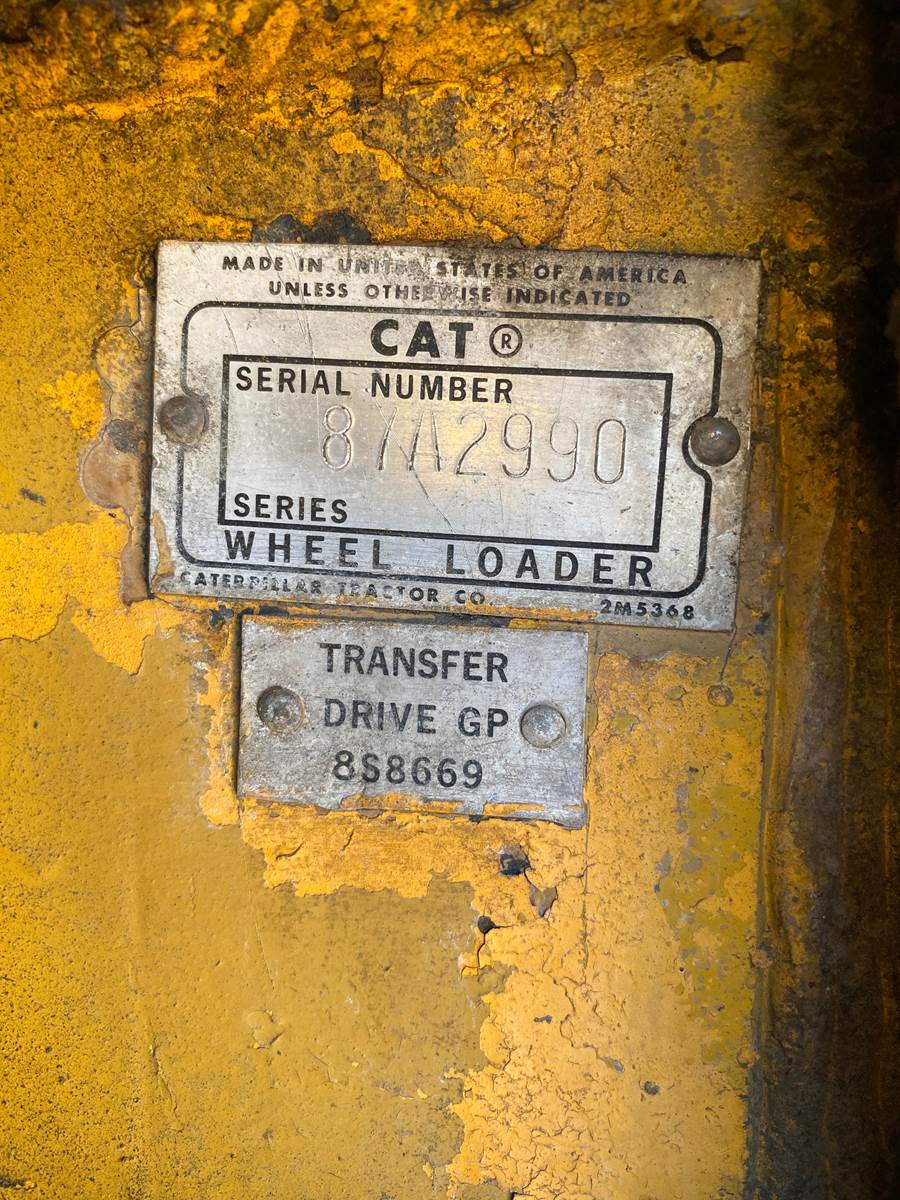 MADE IN UNITED STATES OF AMERICA
UNLESS OTHERWISE INDICATED
CAT®
SERIAL NUMBER
87A2990
SERIES
WHEEL LOADER
CATERPILLAR TRACTOR CO.
2M5368
TRANSFER
DRIVE GP
8S8669